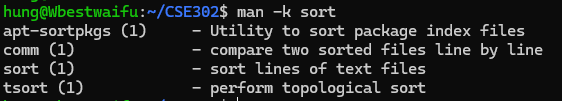 hung@Wbestwaifu:~/CSE302$ man -k sort
apt-sortpkgs (1)     - Utility to sort package index files
comm (1)             - compare two sorted files line by line
sort (1)             - sort lines of text files
tsort (1)            - perform topological sort